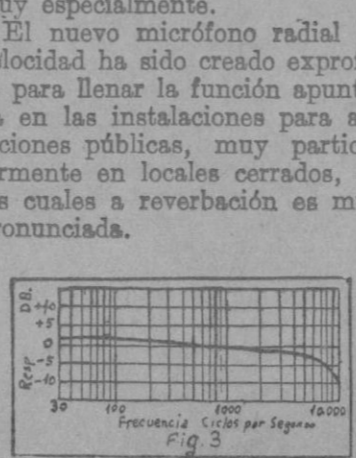 uy especialmente.
El nuevo micrófono radial
locidad ha sido creado expro
para llenar la función apunt
en las instalaciones para a
ciones públicas, muy partic
rmente en locales cerrados,
s cuales a reverbación es m
ronunciada.
DB.
+10
+5
0
-5
-10
Resp
30 100 1000 10.000
Frecuencia Ciclos por Segundo
Fig. 3